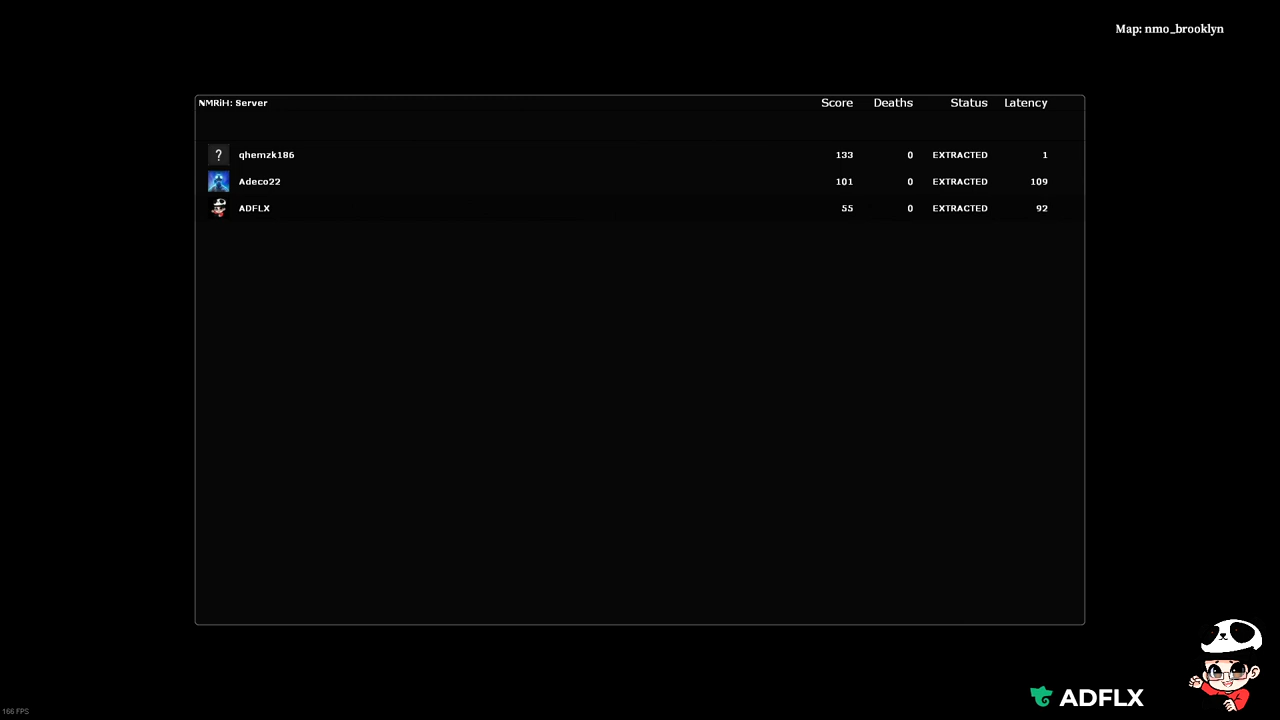 Map: nmo_brooklyn
NMRiH: Server Score Deaths Status Latency
? qhemzk186 133 0 EXTRACTED 1
Adeco22 101 0 EXTRACTED 109
ADFLX 55 0 EXTRACTED 92
ADFLX
166 FPS